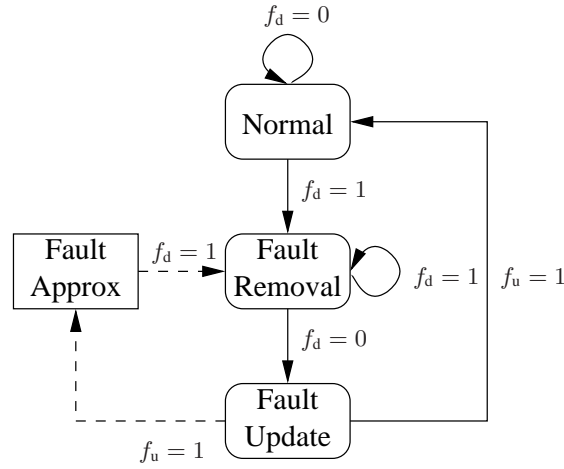 f_d = 0
Normal
f_d = 1
Fault
Approx
f_d = 1
Fault
Removal
f_d = 1
f_u = 1
f_d = 0
Fault
Update
f_u = 1